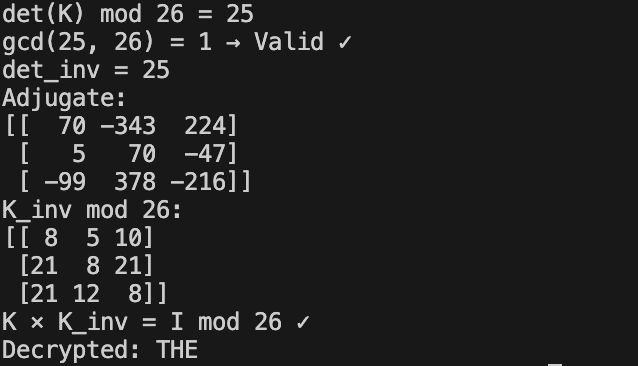 det(K) mod 26 = 25
gcd(25, 26) = 1 → Valid ✓
det_inv = 25
Adjugate:
[[  70 -343  224]
 [   5   70  -47]
 [ -99  378 -216]]
K_inv mod 26:
[[ 8  5 10]
 [21  8 21]
 [21 12  8]]
K × K_inv = I mod 26 ✓
Decrypted: THE